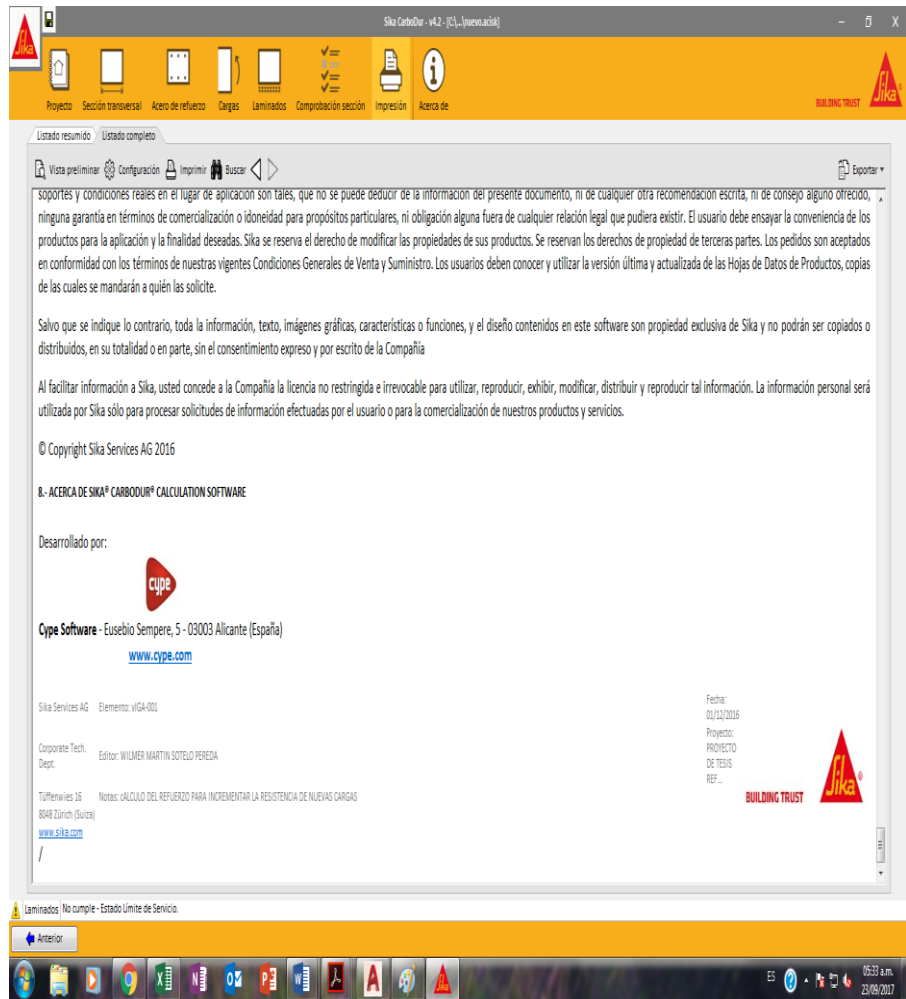 Sika CarboDur - v4.2 - [C:\...\nuevo.acisk]
Sika
Proyecto Sección transversal Acero de refuerzo Cargas Laminados Comprobación sección Impresión Acerca de
BUILDING TRUST Sika
Listado resumido Listado completo
Vista preliminar Configuración Imprimir Buscar Exportar
soportes y condiciones reales en el lugar de aplicación son tales, que no se puede deducir de la información del presente documento, ni de cualquier otra recomendación escrita, ni de consejo alguno ofrecido,
ninguna garantía en términos de comercialización o idoneidad para propósitos particulares, ni obligación alguna fuera de cualquier relación legal que pudiera existir. El usuario debe ensayar la conveniencia de los
productos para la aplicación y la finalidad deseadas. Sika se reserva el derecho de modificar las propiedades de sus productos. Se reservan los derechos de propiedad de terceras partes. Los pedidos son aceptados
en conformidad con los términos de nuestras vigentes Condiciones Generales de Venta y Suministro. Los usuarios deben conocer y utilizar la versión última y actualizada de las Hojas de Datos de Productos, copias
de las cuales se mandarán a quién las solicite.
Salvo que se indique lo contrario, toda la información, texto, imágenes gráficas, características o funciones, y el diseño contenidos en este software son propiedad exclusiva de Sika y no podrán ser copiados o
distribuidos, en su totalidad o en parte, sin el consentimiento expreso y por escrito de la Compañía
Al facilitar información a Sika, usted concede a la Compañía la licencia no restringida e irrevocable para utilizar, reproducir, exhibir, modificar, distribuir y reproducir tal información. La información personal será
utilizada por Sika sólo para procesar solicitudes de información efectuadas por el usuario o para la comercialización de nuestros productos y servicios.
© Copyright Sika Services AG 2016
8.- ACERCA DE SIKA® CARBODUR® CALCULATION SOFTWARE
Desarrollado por:
cype
Cype Software - Eusebio Sempere, 5 - 03003 Alicante (España)
www.cype.com
Sika Services AG Elemento: vIGA-001
Fecha:
01/12/2016
Corporate Tech.
Dept.
Editor: WILMER MARTIN SOTELO PEREDA
Proyecto:
PROYECTO
DE TESIS
REF...
Tüffenwies 16 Notas: cALCULO DEL REFUERZO PARA INCREMENTAR LA RESISTENCIA DE NUEVAS CARGAS
8048 Zürich (Suiza)
www.sika.com
/
BUILDING TRUST Sika®
Laminados No cumple - Estado Límite de Servicio.
Anterior
ES 05:33 a.m.
23/09/2017